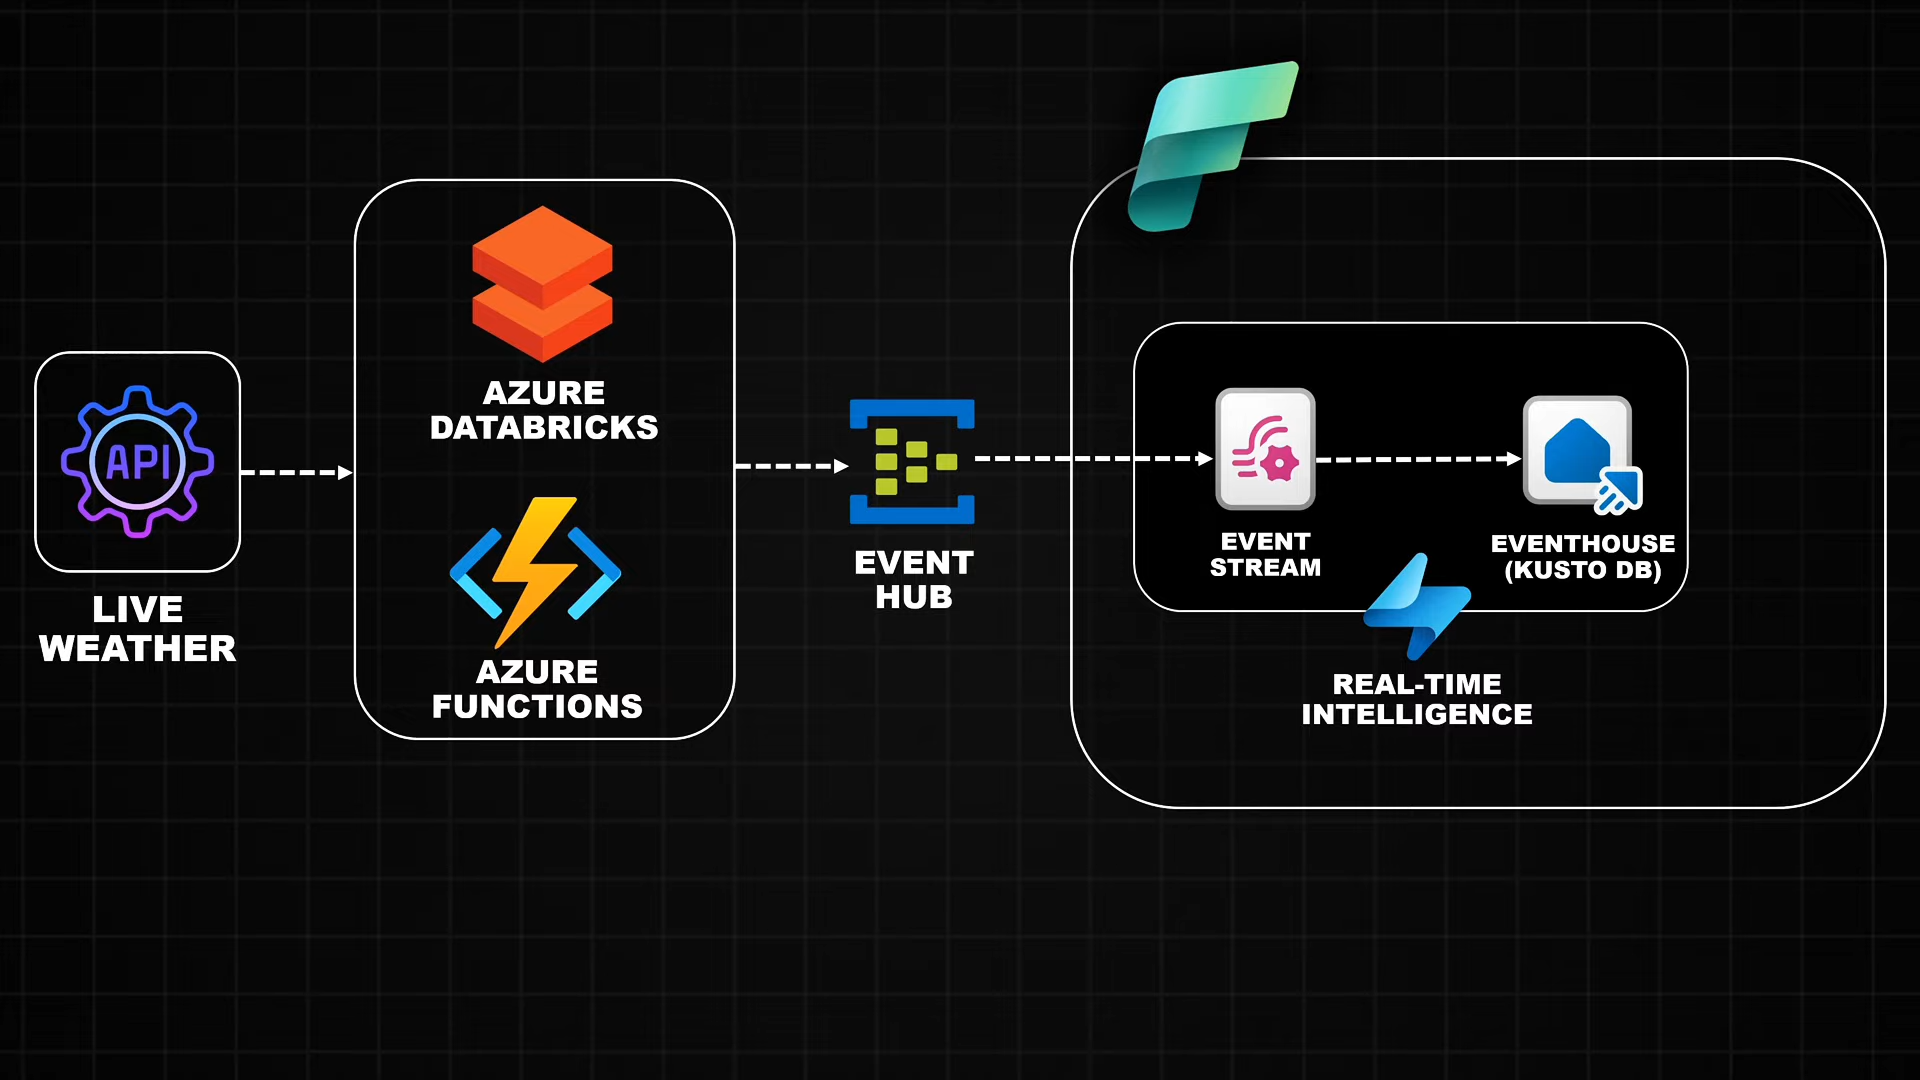 API
LIVE
WEATHER
AZURE
DATABRICKS
AZURE
FUNCTIONS
EVENT
HUB
EVENT
STREAM
EVENTHOUSE
(KUSTO DB)
REAL-TIME
INTELLIGENCE